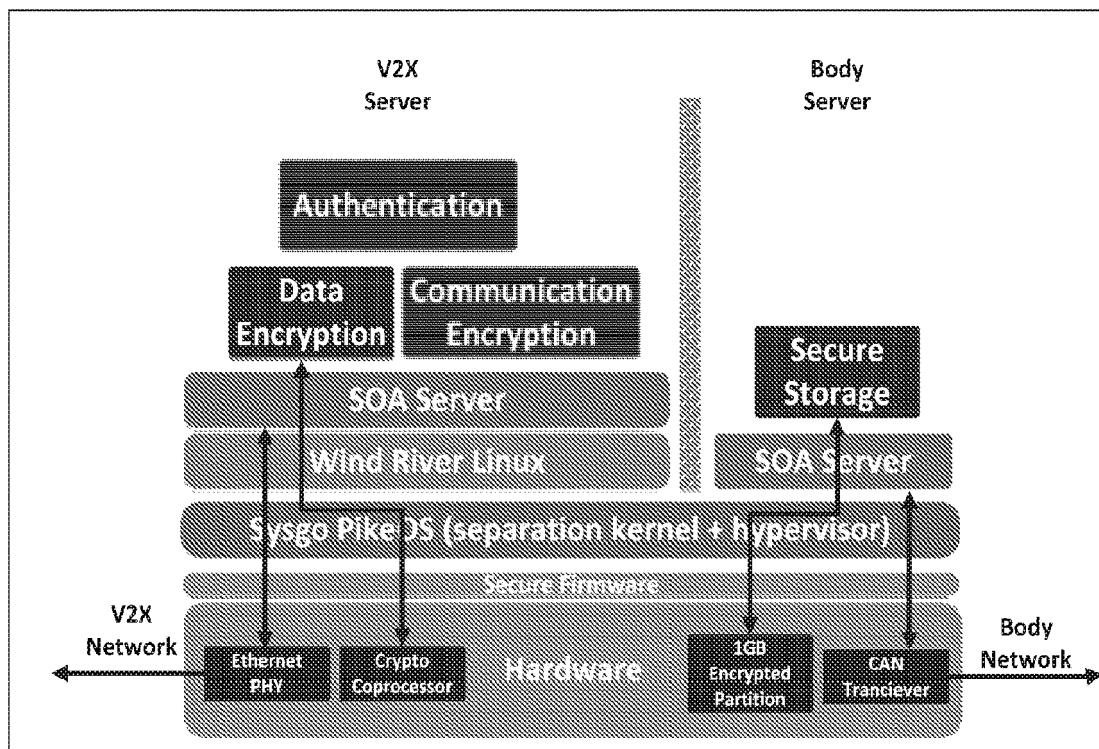 V2X
Server
Body
Server
Authentication
Data
Encryption
Communication
Encryption
Secure
Storage
SOA Server
Wind River Linux
SOA Server
Sysgo PikeOS (separation kernel + hypervisor)
Secure Firmware
V2X
Network
Ethernet
PHY
Crypto
Coprocessor
Hardware
1GB
Encrypted
Partition
CAN
Tranciever
Body
Network